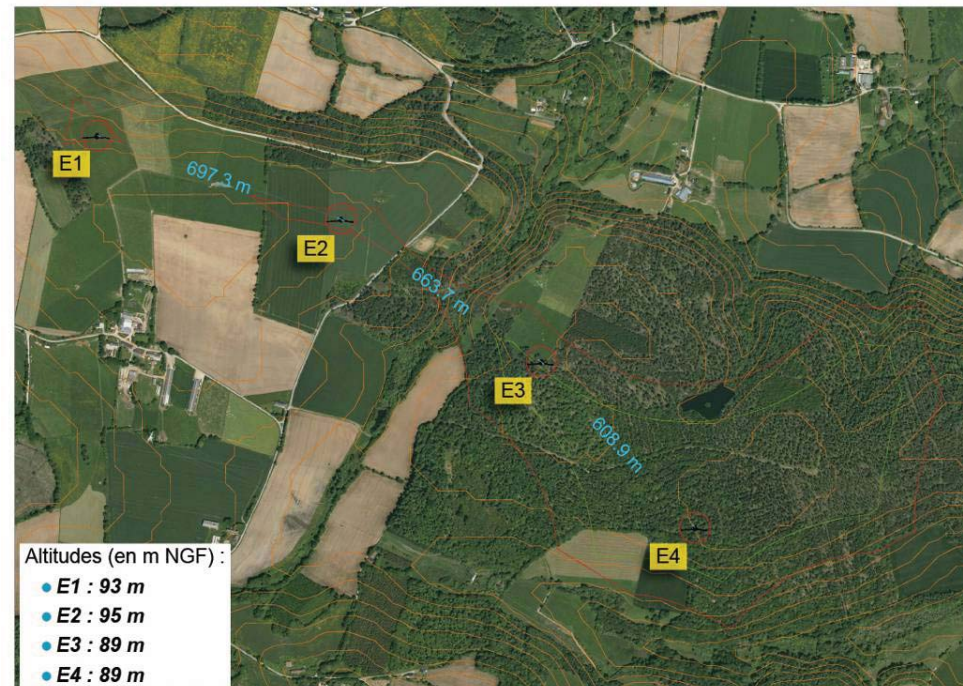 E1
697.3 m
E2
663.7 m
E3
608.9 m
E4
Altitudes (en m NGF) :
• E1 : 93 m
• E2 : 95 m
• E3 : 89 m
• E4 : 89 m